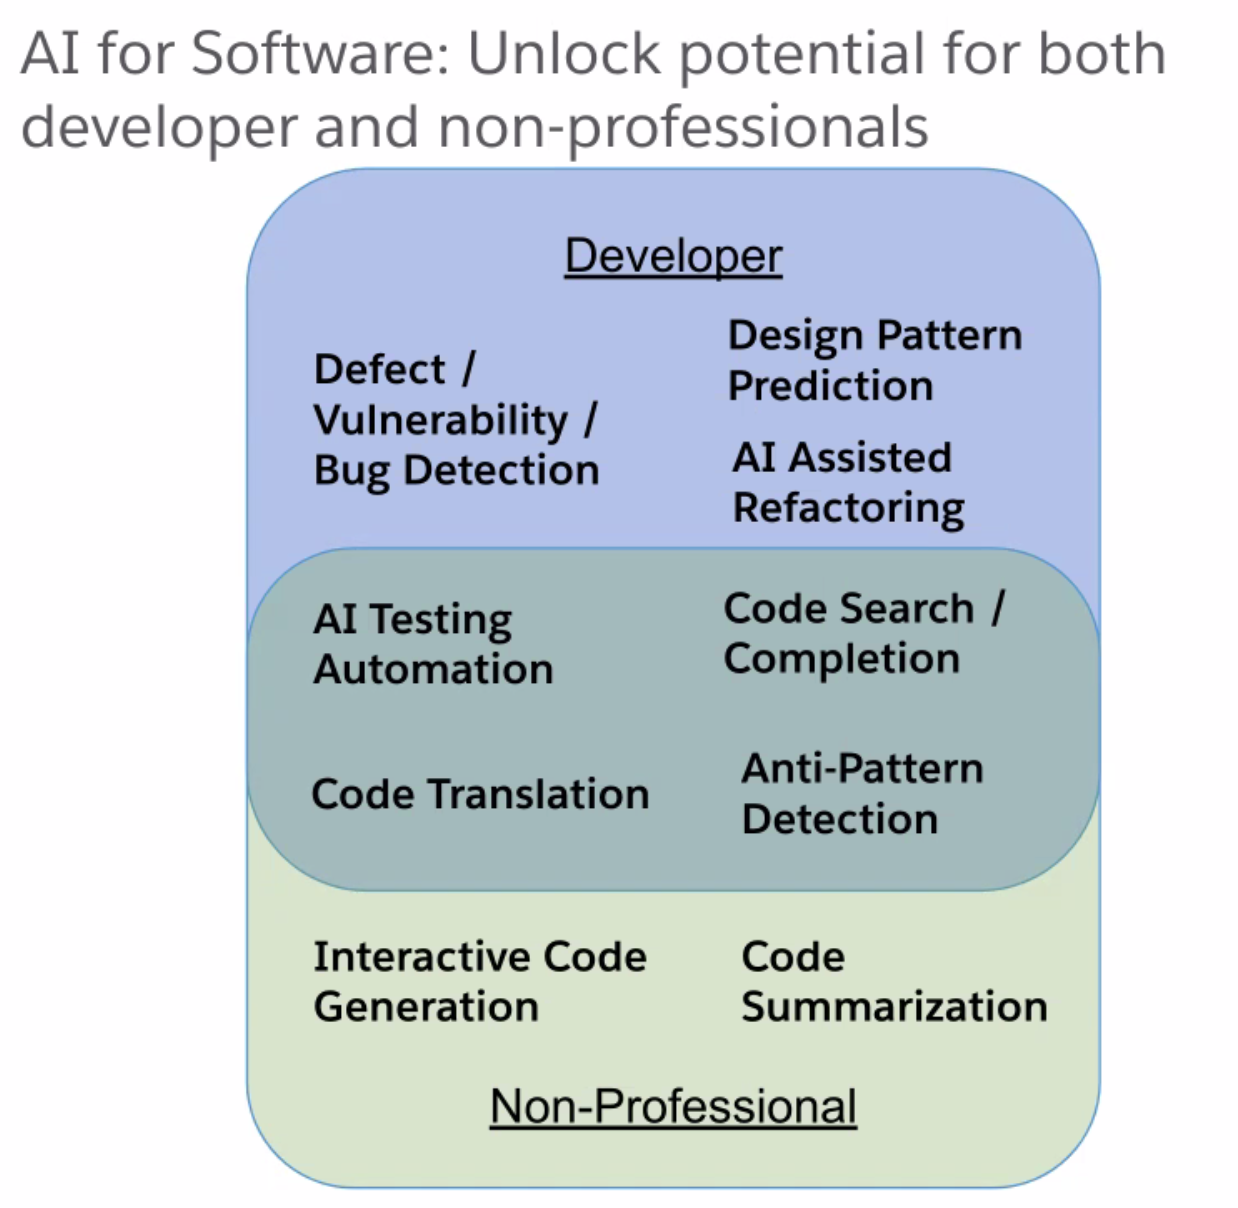 AI for Software: Unlock potential for both
developer and non-professionals
Developer
Defect /
Vulnerability /
Bug Detection
Design Pattern
Prediction
AI Assisted
Refactoring
AI Testing
Automation
Code Search /
Completion
Code Translation
Anti-Pattern
Detection
Interactive Code
Generation
Code
Summarization
Non-Professional